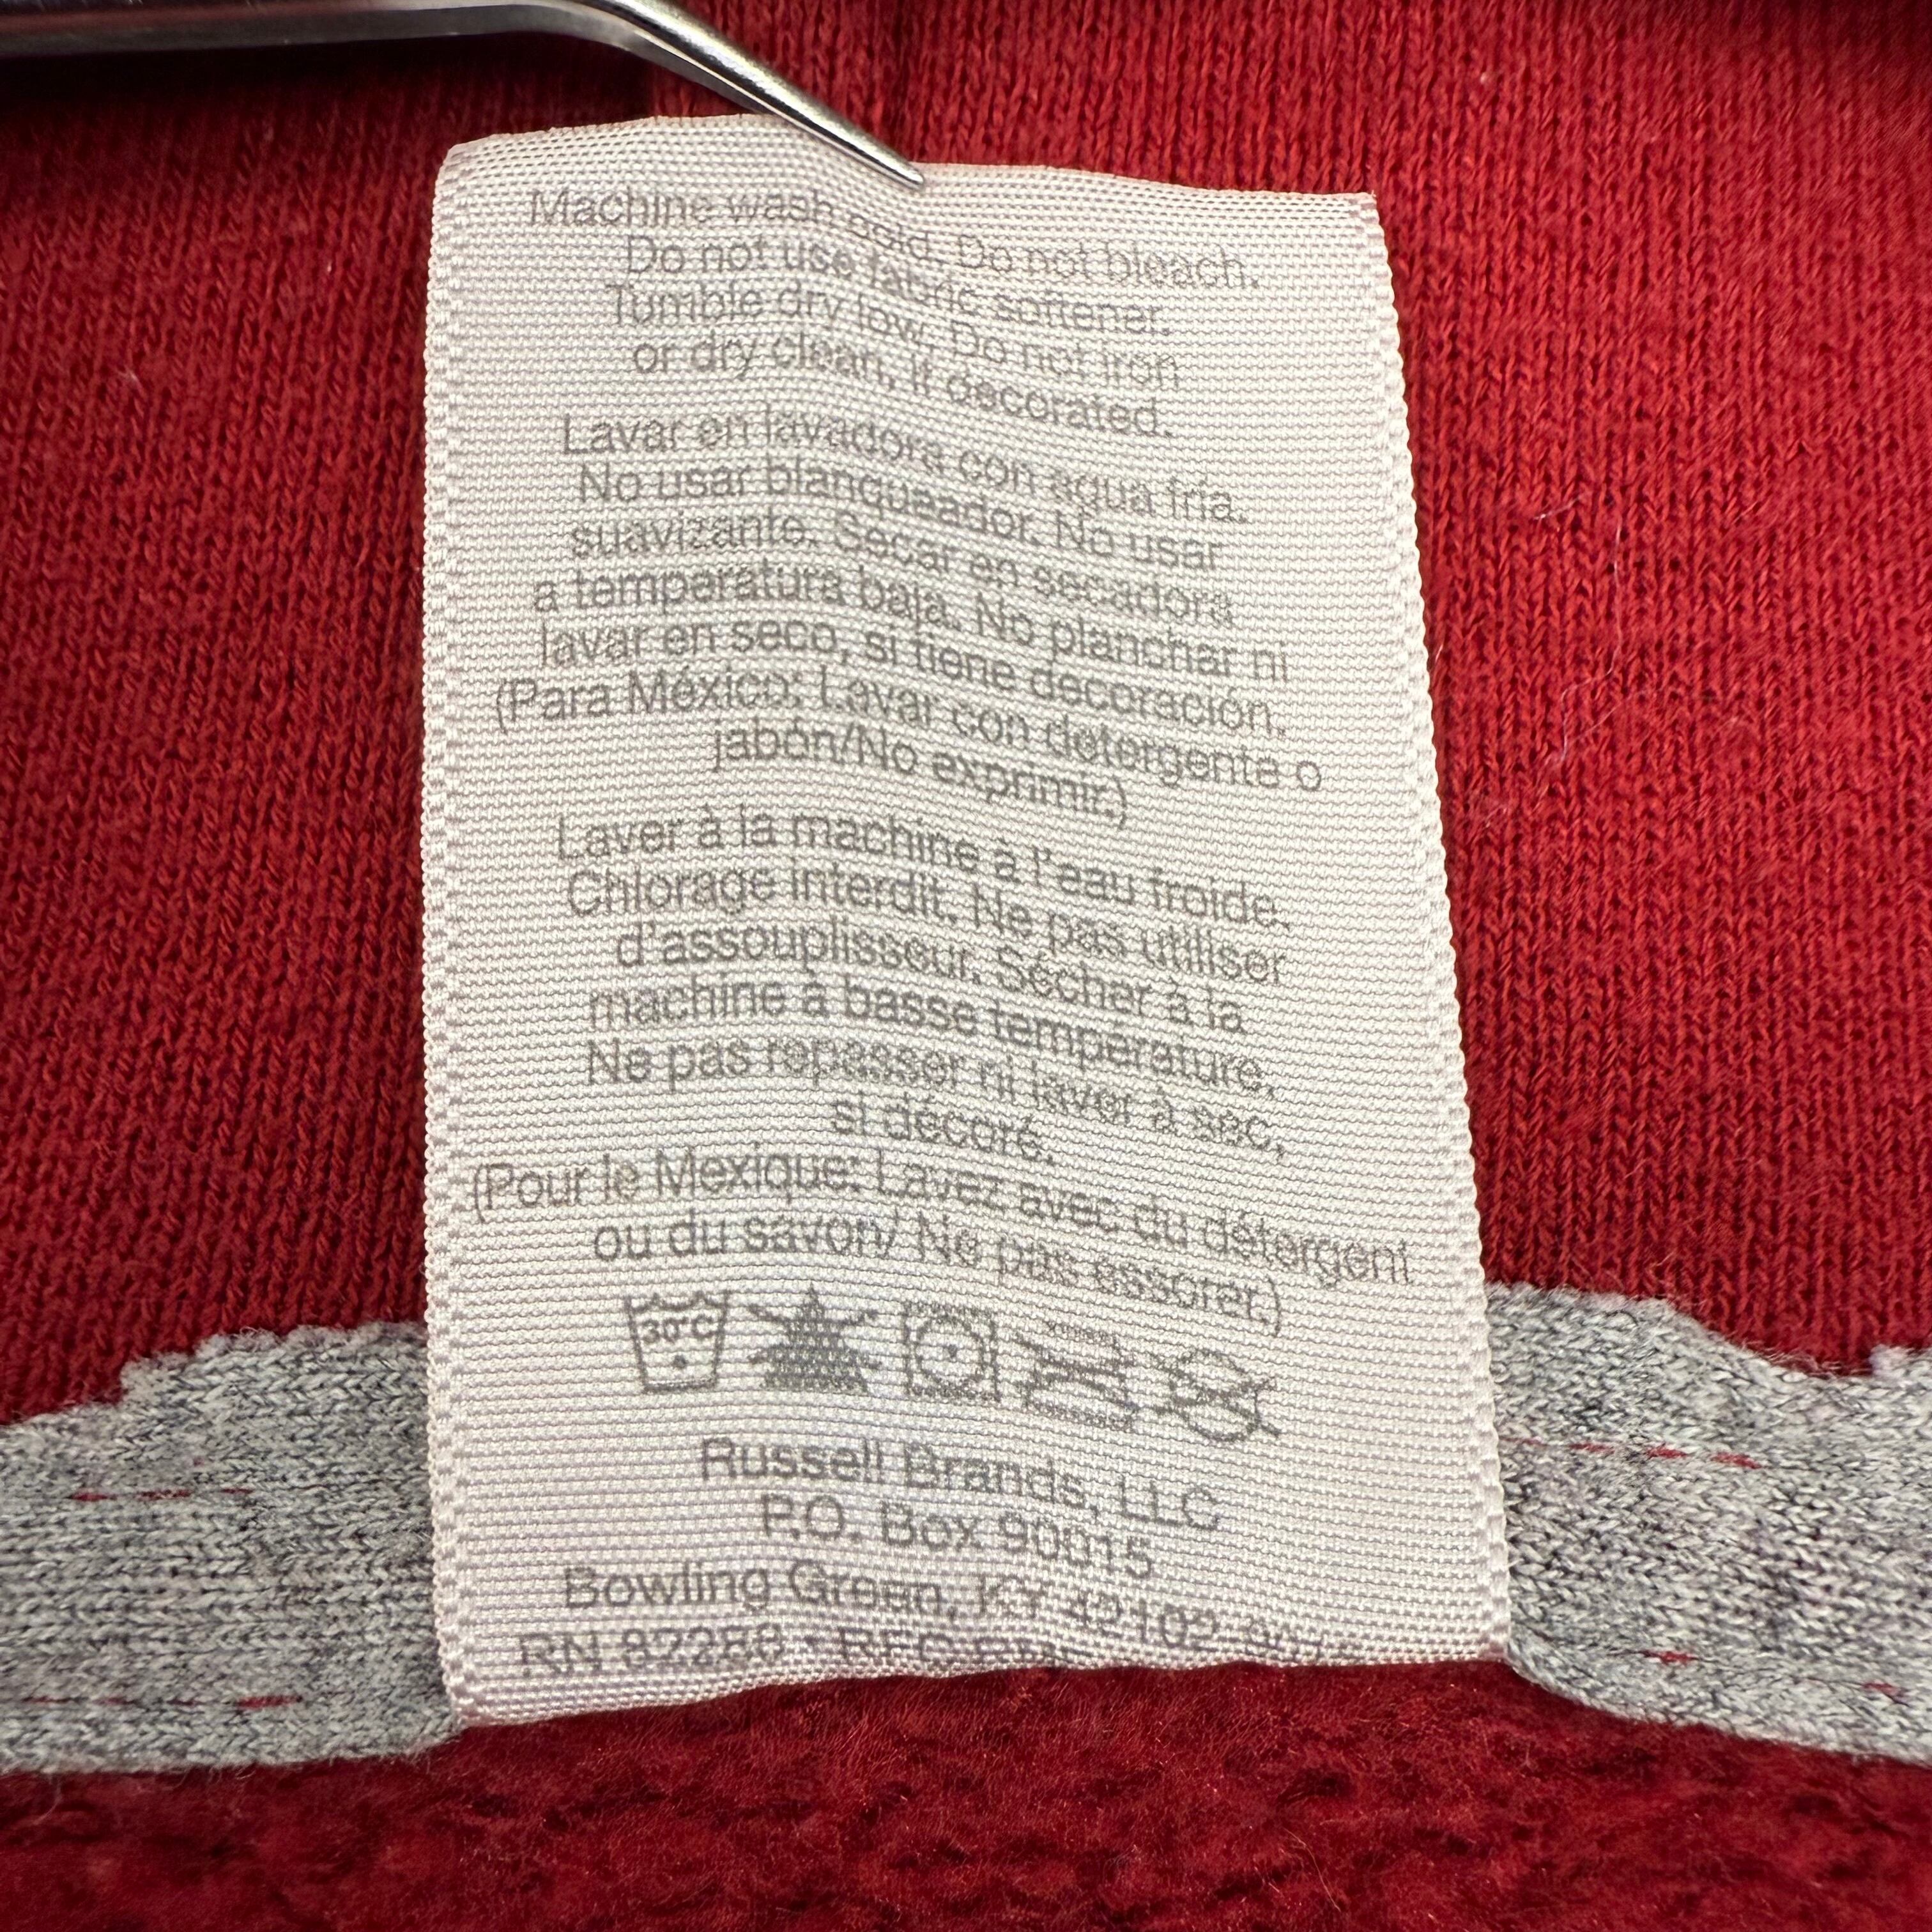 Machine wash cold. Do not bleach.
Do not use fabric softener.
Tumble dry low. Do not iron
or dry clean, if decorated.
Lavar en lavadora con agua fría.
No usar blanqueador. No usar
suavizante. Secar en secadora
a temperatura baja. No planchar ni
lavar en seco, si tiene decoración.
(Para México: Lavar con detergente o
jabón/No exprimir.)
Laver à la machine à l'eau froide.
Chlorage interdit. Ne pas utiliser
d'assouplisseur. Sécher à la
machine à basse température,
Ne pas repasser ni laver à sec,
si décoré.
(Pour le Mexique: Lavez avec du détergent
ou du savon/ Ne pas essorer.)
30°C
Russell Brands, LLC
P.O. Box 90015
Bowling Green, KY 42102
RN